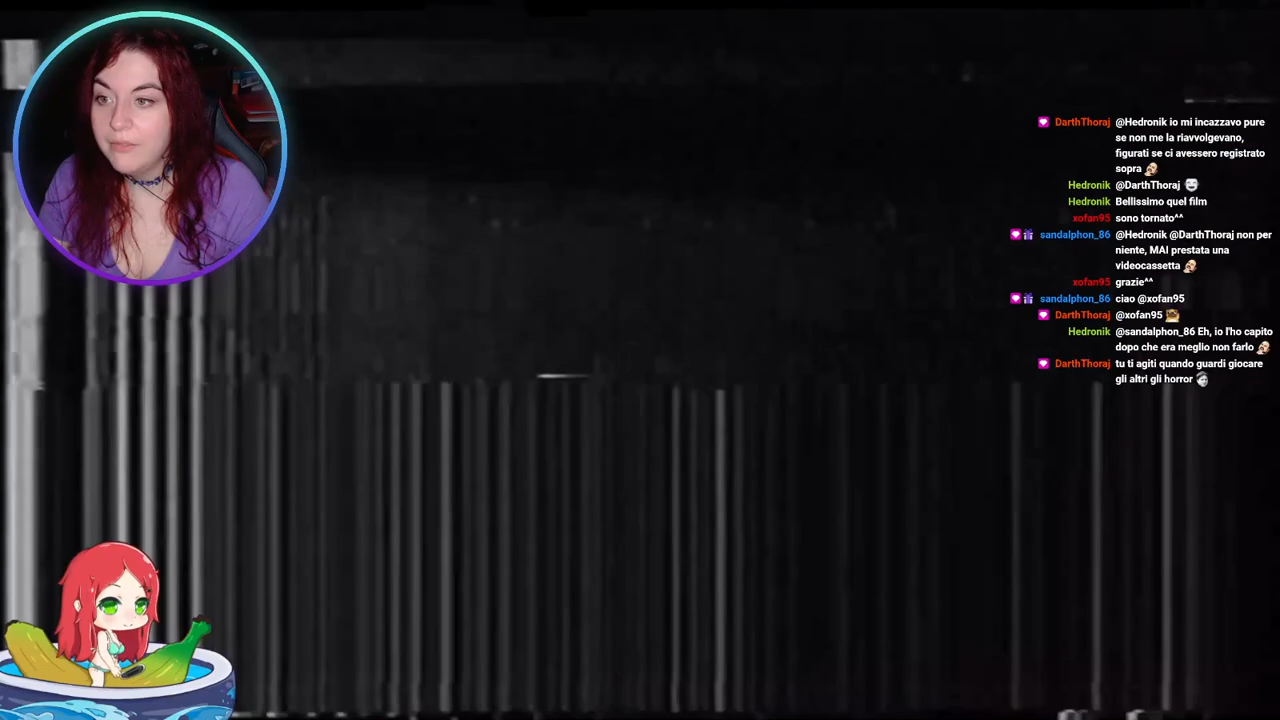 DarthThoraj @Hedronik io mi incazzavo pure
se non me la riavvolgevano,
figurati se ci avessero registrato
sopra
Hedronik @DarthThoraj
Hedronik Bellissimo quel film
xofan95 sono tornato^^
sandalphon_86 @Hedronik @DarthThoraj non per
niente, MAI prestata una
videocassetta
xofan95 grazie^^
sandalphon_86 ciao @xofan95
DarthThoraj @xofan95
Hedronik @sandalphon_86 Eh, io l'ho capito
dopo che era meglio non farlo
DarthThoraj tu ti agiti quando guardi giocare
gli altri gli horror